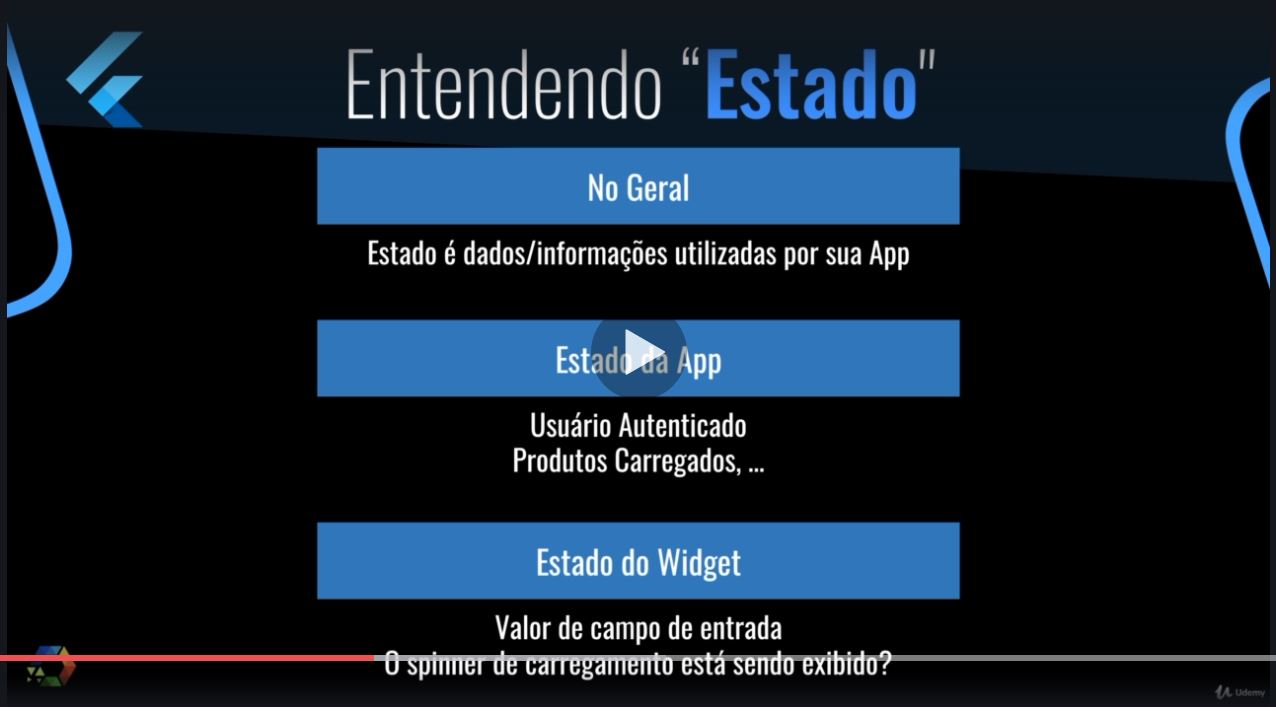 Entendendo “Estado"
No Geral
Estado é dados/informações utilizadas por sua App
Estado da App
Usuário Autenticado
Produtos Carregados, ...
Estado do Widget
Valor de campo de entrada
O spinner de carregamento está sendo exibido?
Udemy